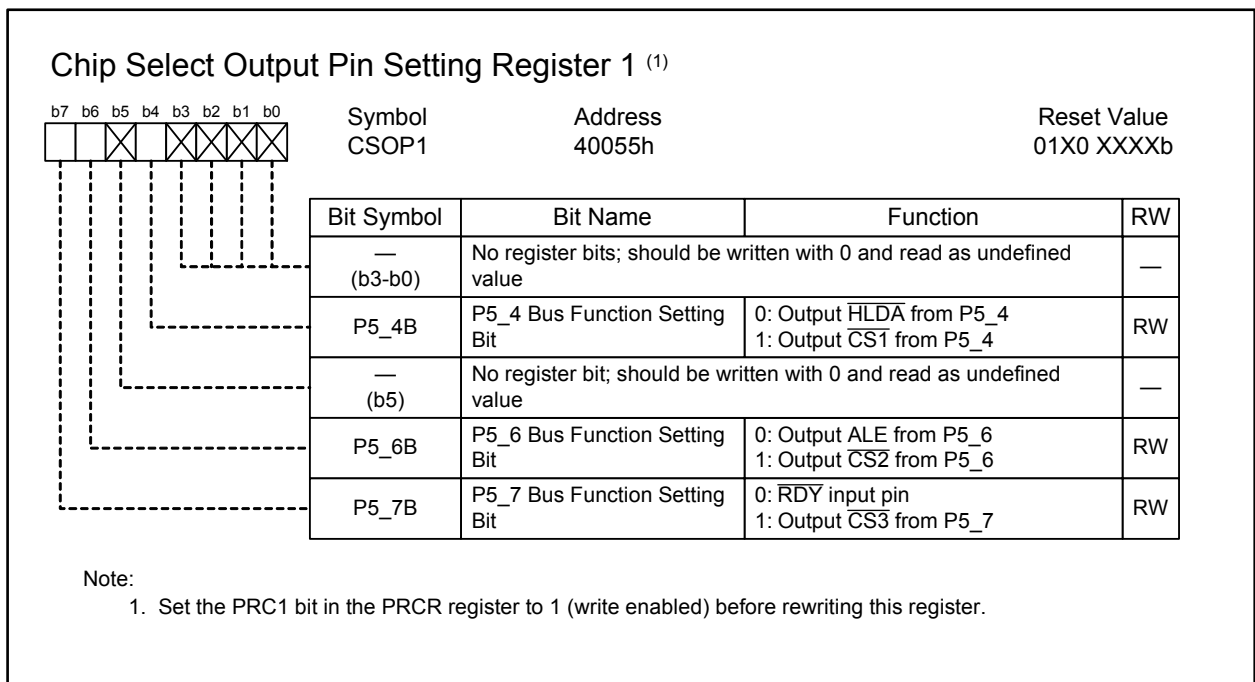 Chip Select Output Pin Setting Register 1 (1)
b7 b6 b5 b4 b3 b2 b1 b0
Symbol Address Reset Value
CSOP1 40055h 01X0 XXXXb
Bit Symbol Bit Name Function RW
—
(b3-b0)
No register bits; should be written with 0 and read as undefined
value
—
P5_4B
P5_4 Bus Function Setting
Bit
0: Output H̅L̅D̅A̅ from P5_4
1: Output C̅S̅1̅ from P5_4
RW
—
(b5)
No register bit; should be written with 0 and read as undefined
value
—
P5_6B
P5_6 Bus Function Setting
Bit
0: Output ALE from P5_6
1: Output C̅S̅2̅ from P5_6
RW
P5_7B
P5_7 Bus Function Setting
Bit
0: R̅D̅Y̅ input pin
1: Output C̅S̅3̅ from P5_7
RW
Note:
1. Set the PRC1 bit in the PRCR register to 1 (write enabled) before rewriting this register.